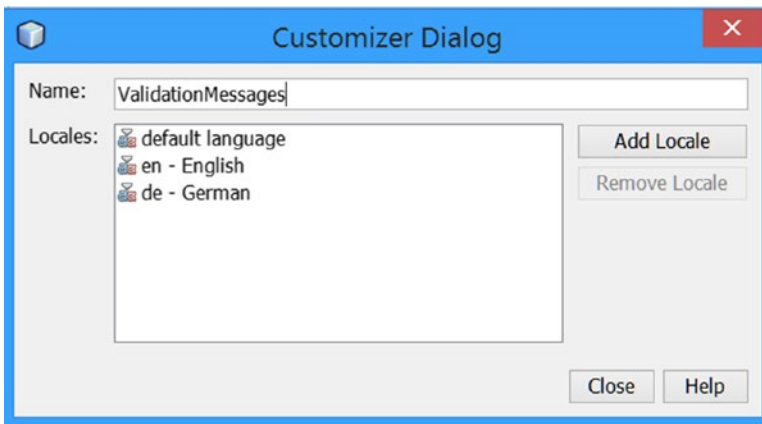 Customizer Dialog
Name: ValidationMessages
Locales: default language
en - English
de - German
Add Locale
Remove Locale
Close Help